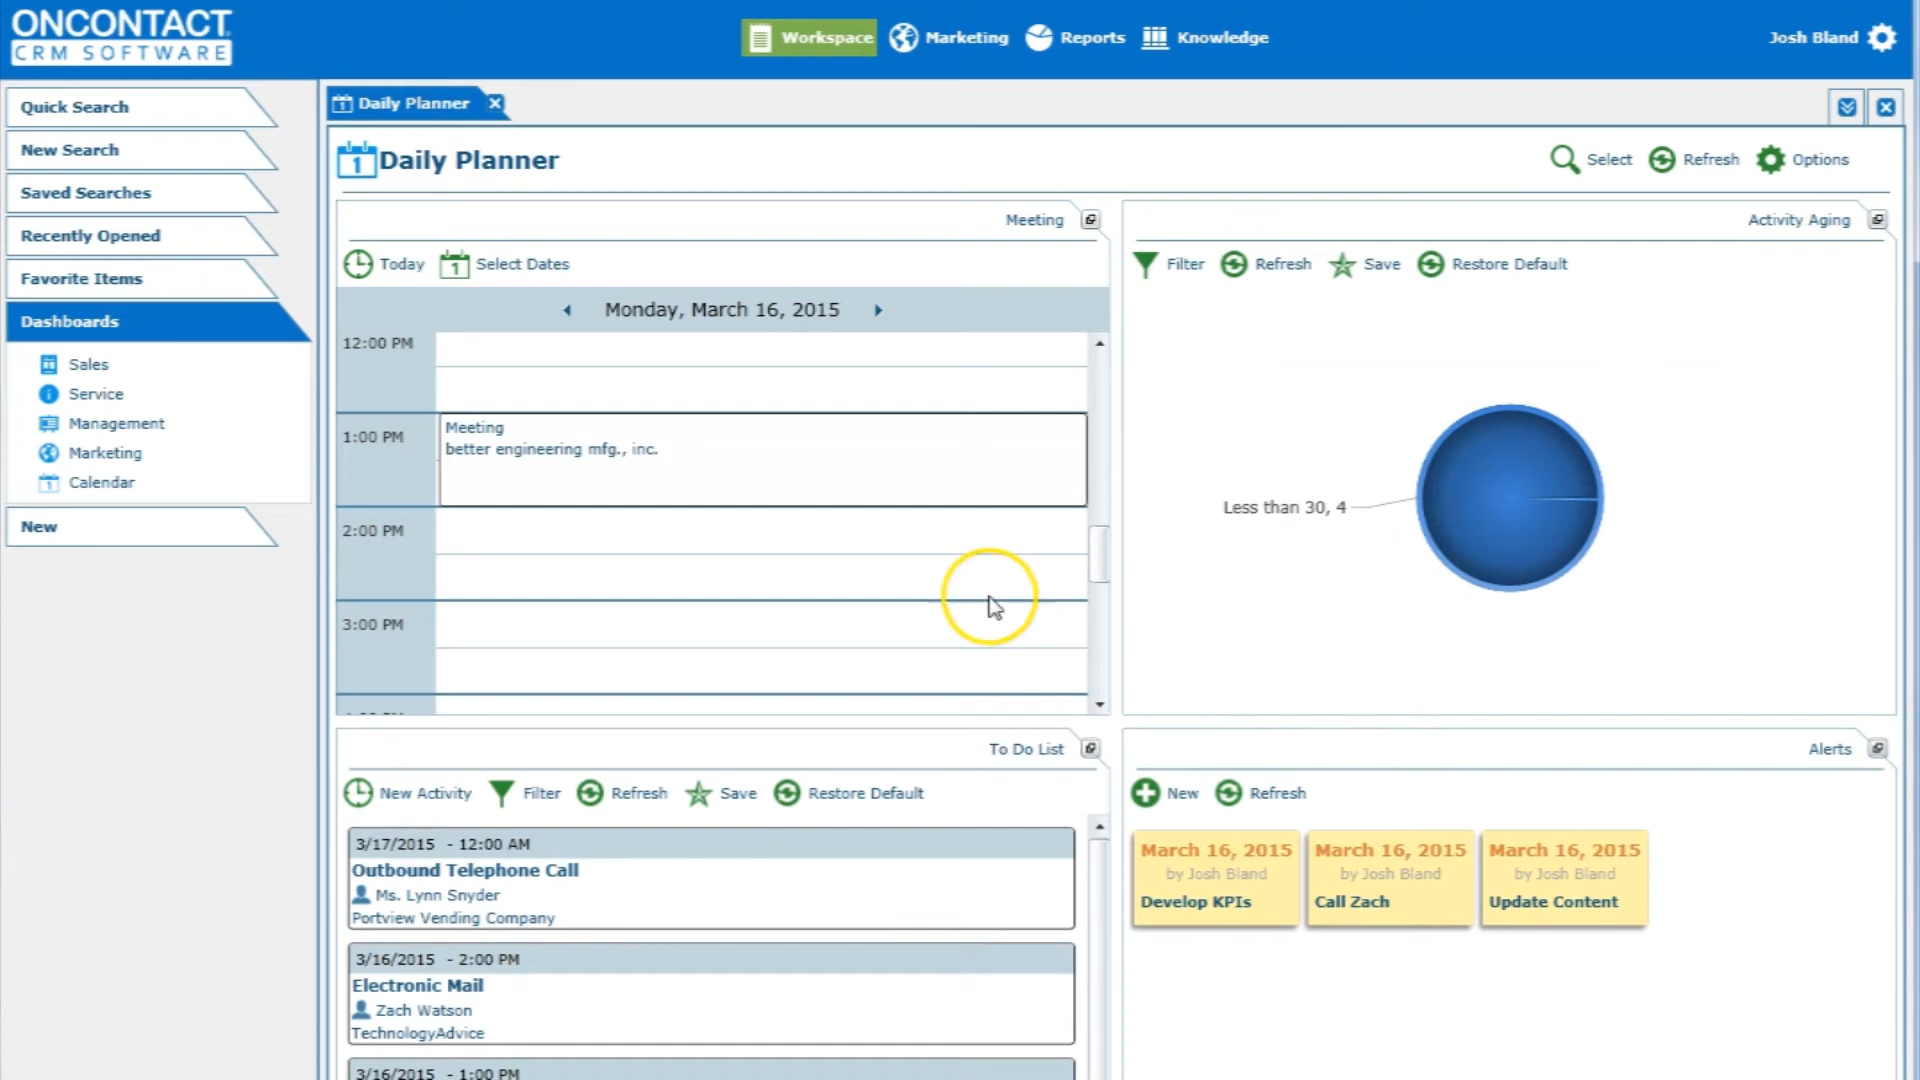 ONCONTACT
CRM SOFTWARE
Workspace
Marketing
Reports
Knowledge
Josh Bland
Quick Search
New Search
Saved Searches
Recently Opened
Favorite Items
Dashboards
Sales
Service
Management
Marketing
Calendar
New
1 Daily Planner
1 Daily Planner
Select
Refresh
Options
Meeting
Today
1 Select Dates
Monday, March 16, 2015
12:00 PM
1:00 PM
Meeting
better engineering mfg., inc.
2:00 PM
3:00 PM
Activity Aging
Filter
Refresh
Save
Restore Default
Less than 30, 4
To Do List
New Activity
Filter
Refresh
Save
Restore Default
3/17/2015 - 12:00 AM
Outbound Telephone Call
Ms. Lynn Snyder
Portview Vending Company
3/16/2015 - 2:00 PM
Electronic Mail
Zach Watson
TechnologyAdvice
3/16/2015 - 1:00 PM
Alerts
New
Refresh
March 16, 2015
by Josh Bland
Develop KPIs
March 16, 2015
by Josh Bland
Call Zach
March 16, 2015
by Josh Bland
Update Content